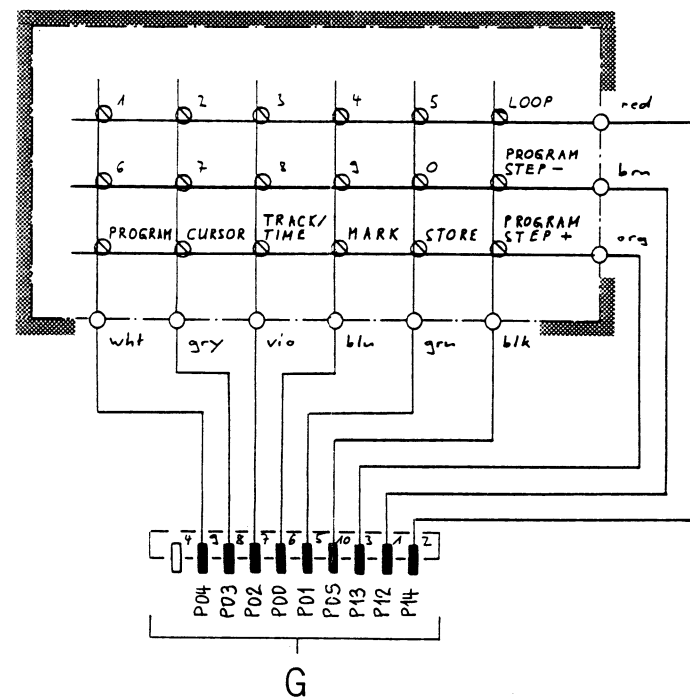 1 2 3 4 5 LOOP red
6 7 8 9 0 PROGRAM STEP - brn
PROGRAM CURSOR TRACK/ TIME MARK STORE PROGRAM STEP + org
wht gry vio blu grn blk
4 9 8 7 6 5 10 3 1 2
P04 P03 P02 P00 P01 P05 P13 P12 P14
G